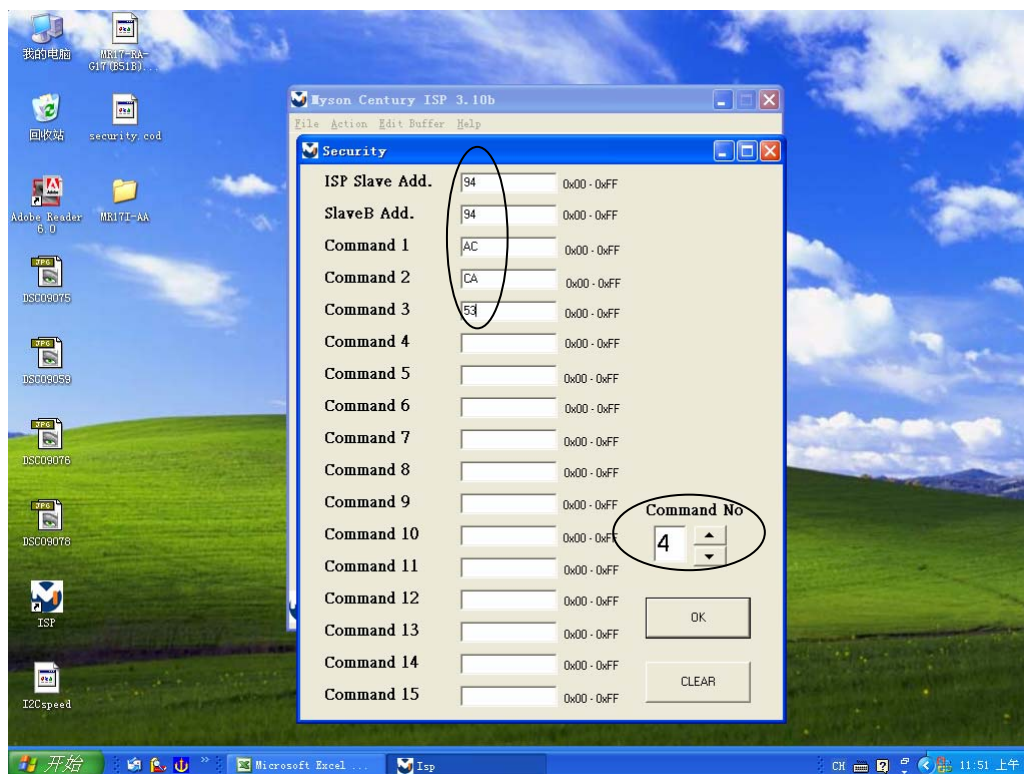 我的电脑
MR17-RA-
G17(B51B)...
回收站
security.cod
Adobe Reader
6.0
MR17I-AA
DSC09075
DSC09059
DSC09076
DSC09078
ISP
I2Cspeed
Myson Century ISP 3.10b
File Action Edit Buffer Help
Security
ISP Slave Add. 94 0x00 - 0xFF
SlaveB Add. 94 0x00 - 0xFF
Command 1 AC 0x00 - 0xFF
Command 2 CA 0x00 - 0xFF
Command 3 53 0x00 - 0xFF
Command 4 0x00 - 0xFF
Command 5 0x00 - 0xFF
Command 6 0x00 - 0xFF
Command 7 0x00 - 0xFF
Command 8 0x00 - 0xFF
Command 9 0x00 - 0xFF
Command 10 0x00 - 0xFF
Command 11 0x00 - 0xFF
Command 12 0x00 - 0xFF
Command 13 0x00 - 0xFF
Command 14 0x00 - 0xFF
Command 15 0x00 - 0xFF
Command No
4
OK
CLEAR
开始
Microsoft Excel ...
Isp
CH
11:51 上午